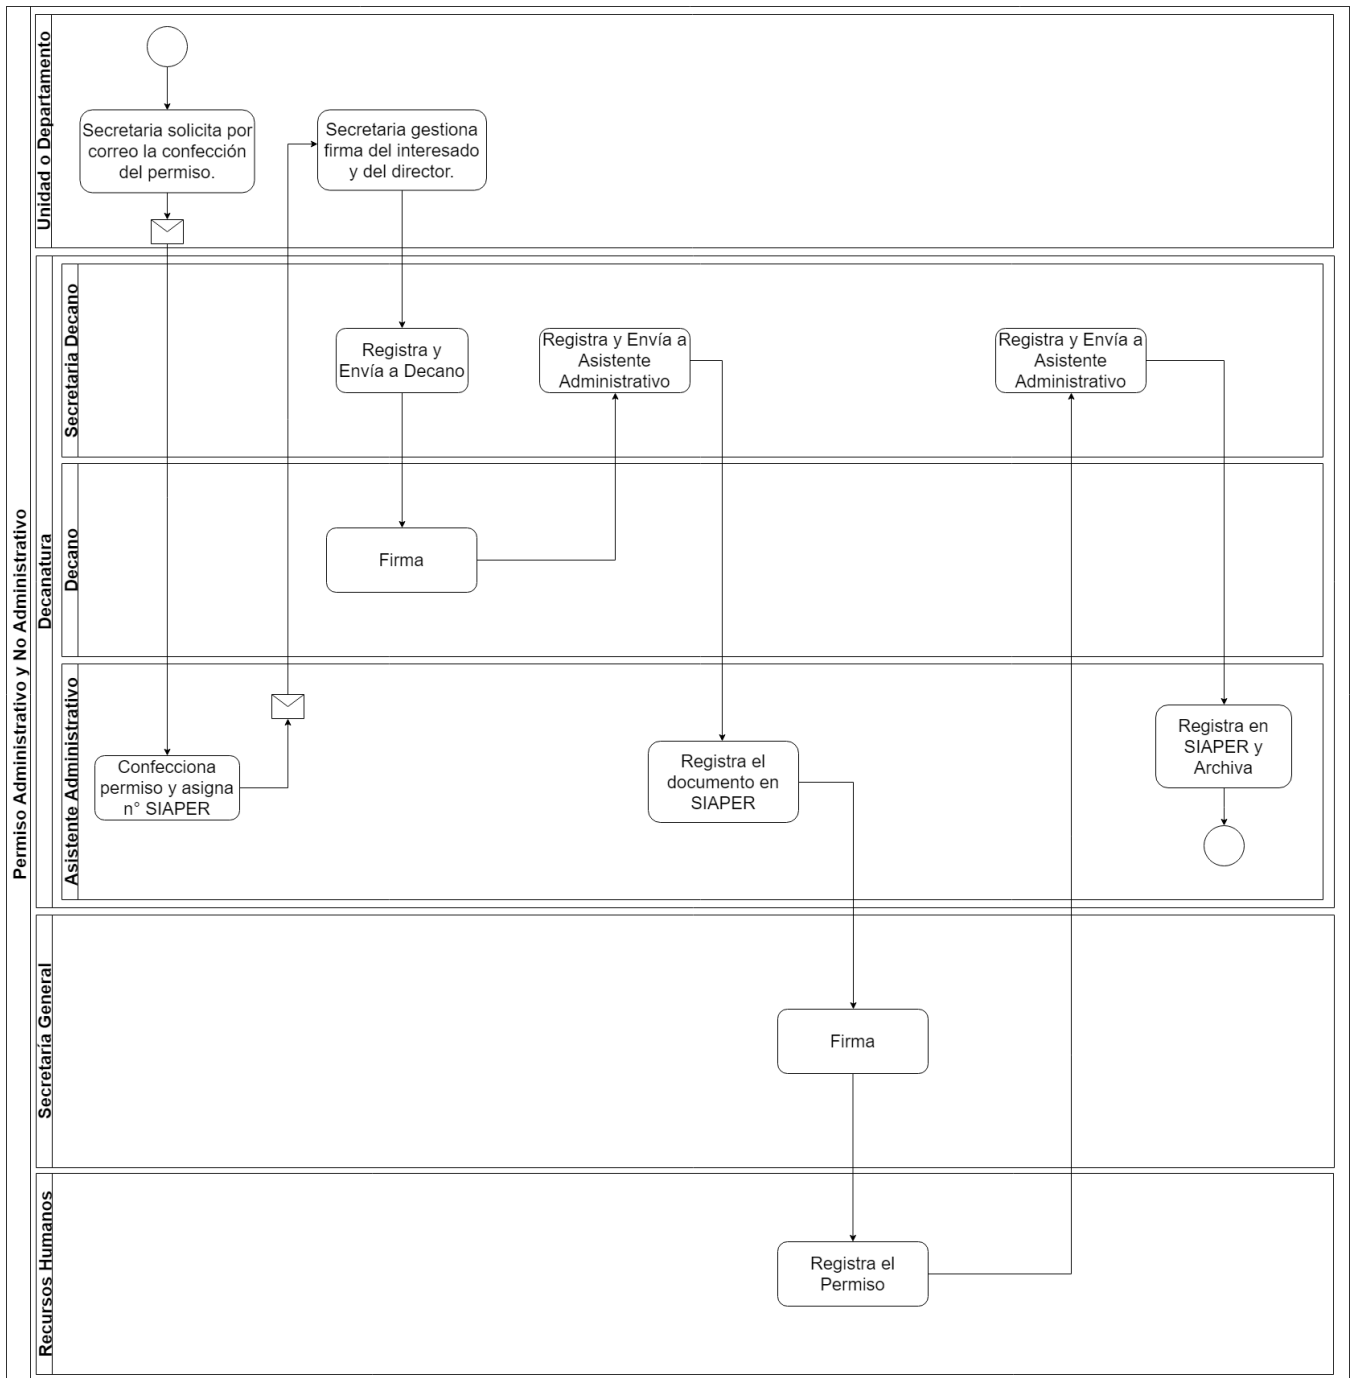 Permiso Administrativo y No Administrativo
Unidad o Departamento
Secretaria solicita por
correo la confección
del permiso.
Secretaria gestiona
firma del interesado
y del director.
Decanatura
Secretaria Decano
Registra y
Envía a Decano
Registra y Envía a
Asistente
Administrativo
Registra y Envía a
Asistente
Administrativo
Decano
Firma
Asistente Administrativo
Confecciona
permiso y asigna
n° SIAPER
Registra el
documento en
SIAPER
Registra en
SIAPER y
Archiva
Secretaría General
Firma
Recursos Humanos
Registra el
Permiso